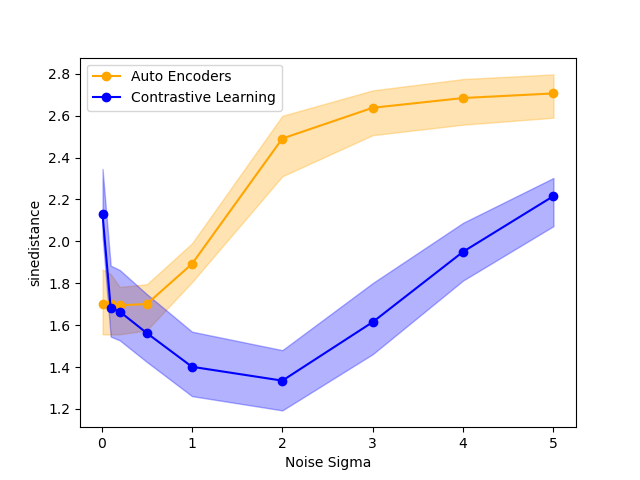 Auto Encoders
Contrastive Learning
2.8
2.6
2.4
2.2
2.0
1.8
1.6
1.4
1.2
sinedistance
0 1 2 3 4 5
Noise Sigma